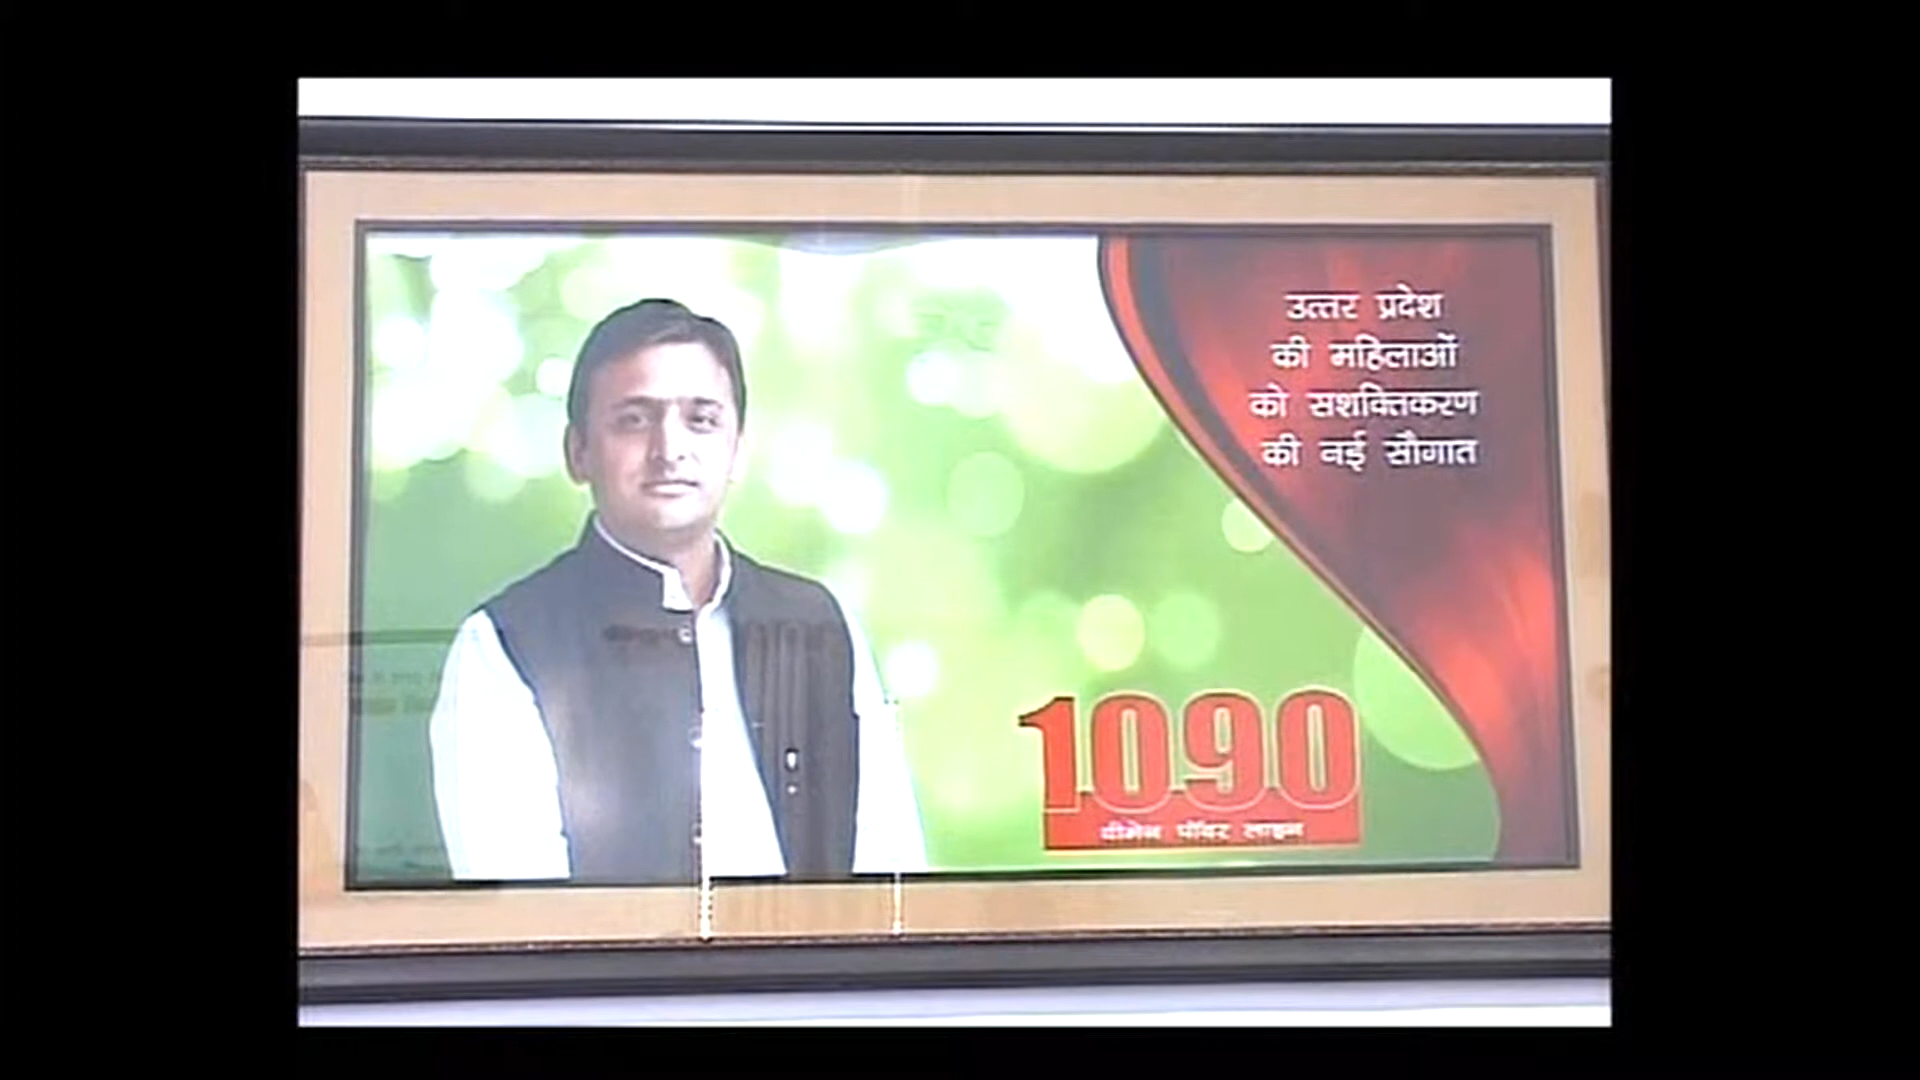 उत्तर प्रदेश
की महिलाओं
को सशक्तिकरण
की नई सौगात
1090
वीमेन पॉवर लाइन